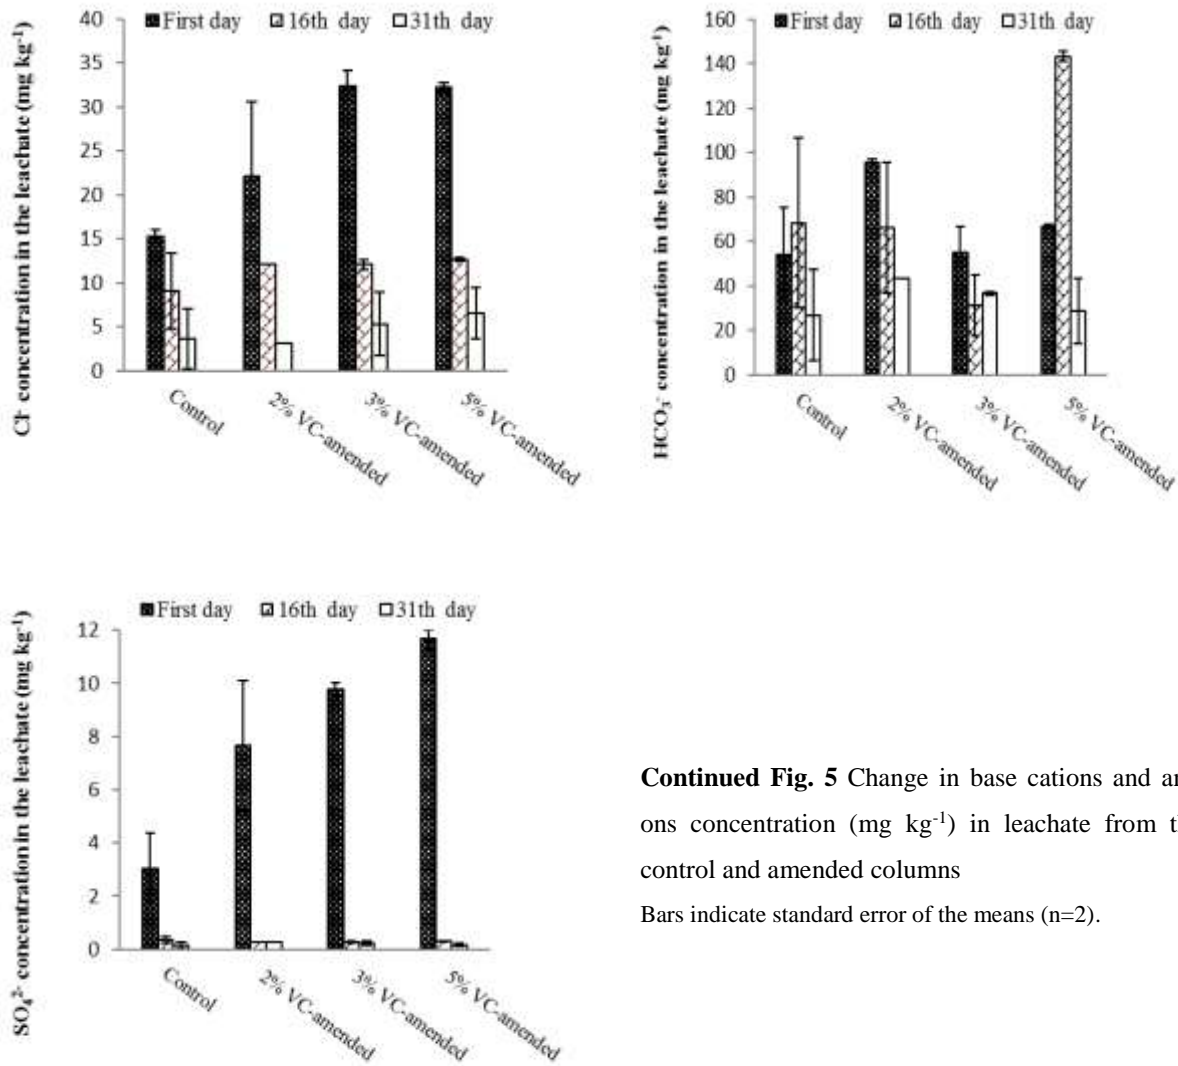 Cl- concentration in the leachate (mg kg-1)
First day 16th day 31th day
40
35
30
25
20
15
10
5
0
Control
2% VC-amended
3% VC-amended
5% VC-amended
HCO3- concentration in the leachate (mg kg-1)
First day 16th day 31th day
160
140
120
100
80
60
40
20
0
Control
2% VC-amended
3% VC-amended
5% VC-amended
SO4 2- concentration in the leachate (mg kg-1)
First day 16th day 31th day
12
10
8
6
4
2
0
Control
2% VC-amended
3% VC-amended
5% VC-amended
Continued Fig. 5 Change in base cations and an
ons concentration (mg kg-1) in leachate from t
control and amended columns
Bars indicate standard error of the means (n=2).